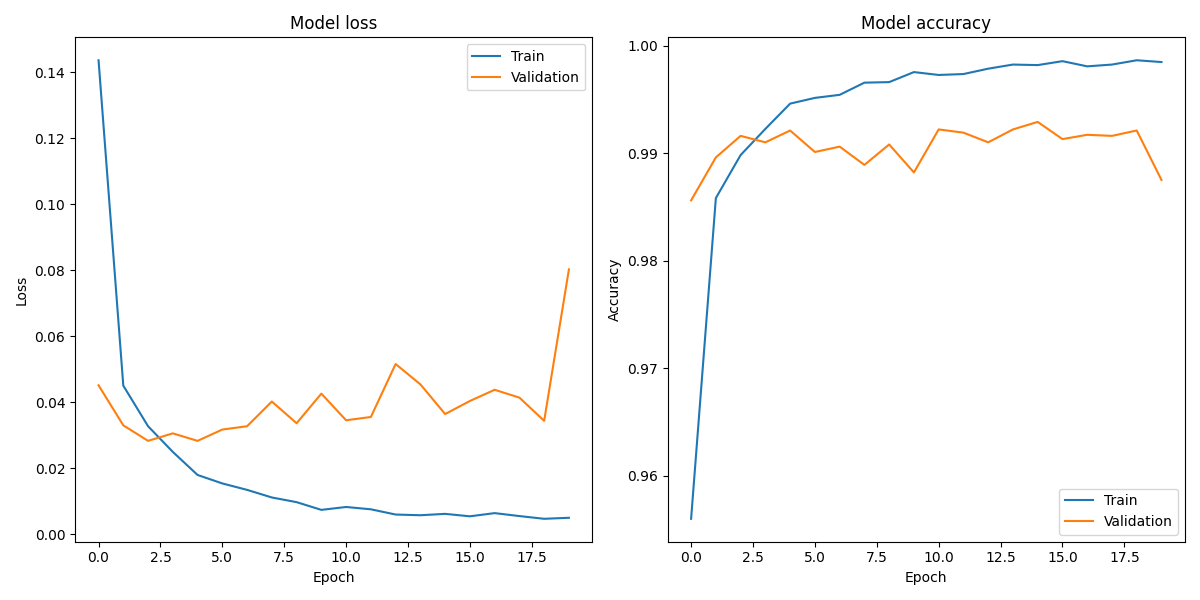 Model loss
Train
Validation
0.14
0.12
0.10
0.08
0.06
0.04
0.02
0.00
Loss
0.0 2.5 5.0 7.5 10.0 12.5 15.0 17.5
Epoch
Model accuracy
1.00
0.99
0.98
0.97
0.96
Accuracy
Train
Validation
0.0 2.5 5.0 7.5 10.0 12.5 15.0 17.5
Epoch